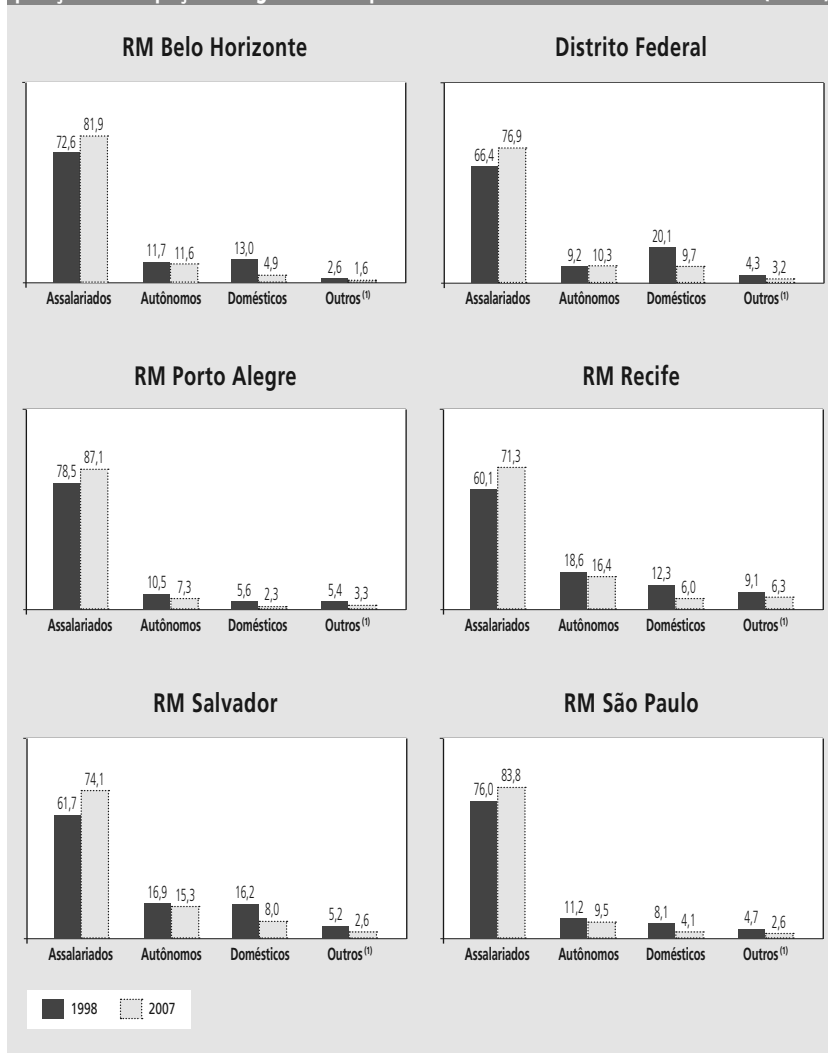 RM Belo Horizonte
72,6 81,9
11,7 11,6
13,0 4,9
2,6 1,6
Assalariados Autônomos Domésticos Outros (1)
Distrito Federal
66,4 76,9
9,2 10,3
20,1 9,7
4,3 3,2
Assalariados Autônomos Domésticos Outros (1)
RM Porto Alegre
78,5 87,1
10,5 7,3
5,6 2,3
5,4 3,3
Assalariados Autônomos Domésticos Outros (1)
RM Recife
60,1 71,3
18,6 16,4
12,3 6,0
9,1 6,3
Assalariados Autônomos Domésticos Outros (1)
RM Salvador
61,7 74,1
16,9 15,3
16,2 8,0
5,2 2,6
Assalariados Autônomos Domésticos Outros (1)
RM São Paulo
76,0 83,8
11,2 9,5
8,1 4,1
4,7 2,6
Assalariados Autônomos Domésticos Outros (1)
1998 2007